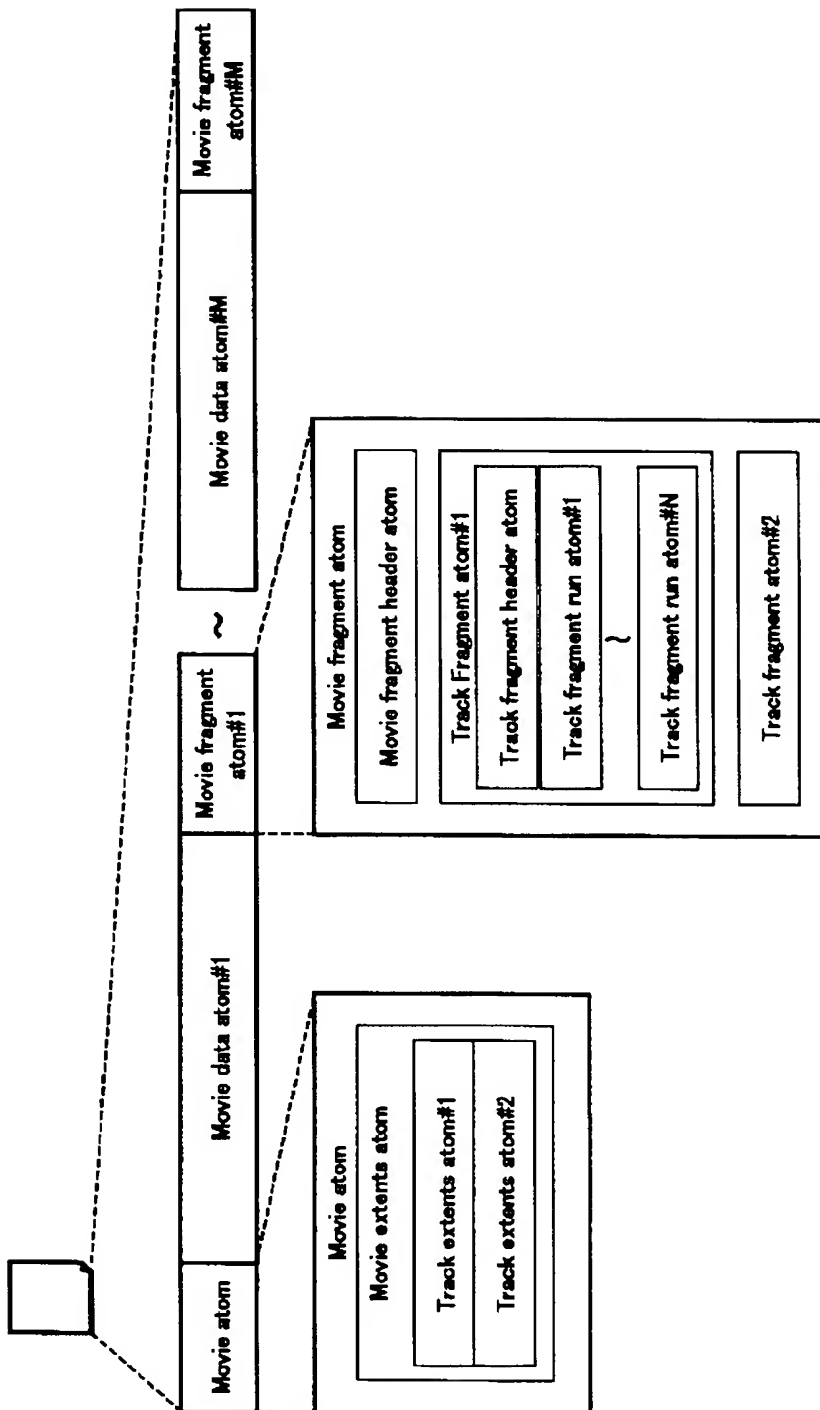 Movie atom
Movie data atom#1
Movie fragment
atom#1
~
Movie data atom#M
Movie fragment
atom#M
Movie atom
Movie extents atom
Track extents atom#1
Track extents atom#2
Movie fragment atom
Movie fragment header atom
Track Fragment atom#1
Track fragment header atom
Track fragment run atom#1
~
Track fragment run atom#N
Track fragment atom#2